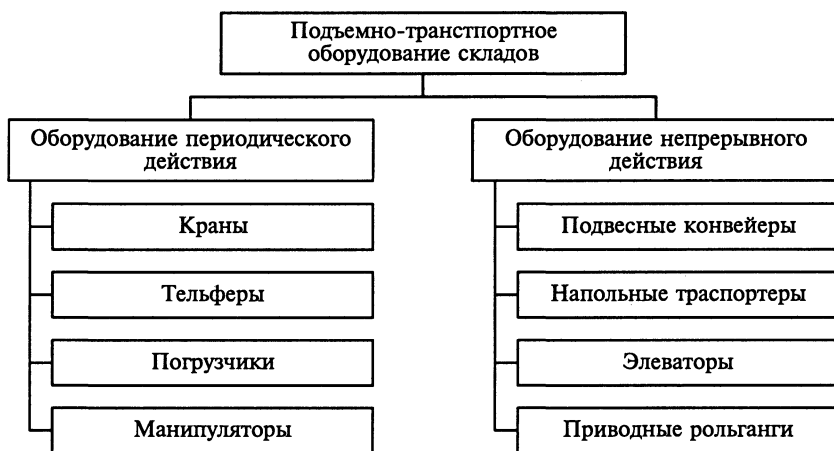 Подъемно-транстпортное
оборудование складов
Оборудование периодического
действия
Краны
Тельферы
Погрузчики
Манипуляторы
Оборудование непрерывного
действия
Подвесные конвейеры
Напольные траспортеры
Элеваторы
Приводные рольганги